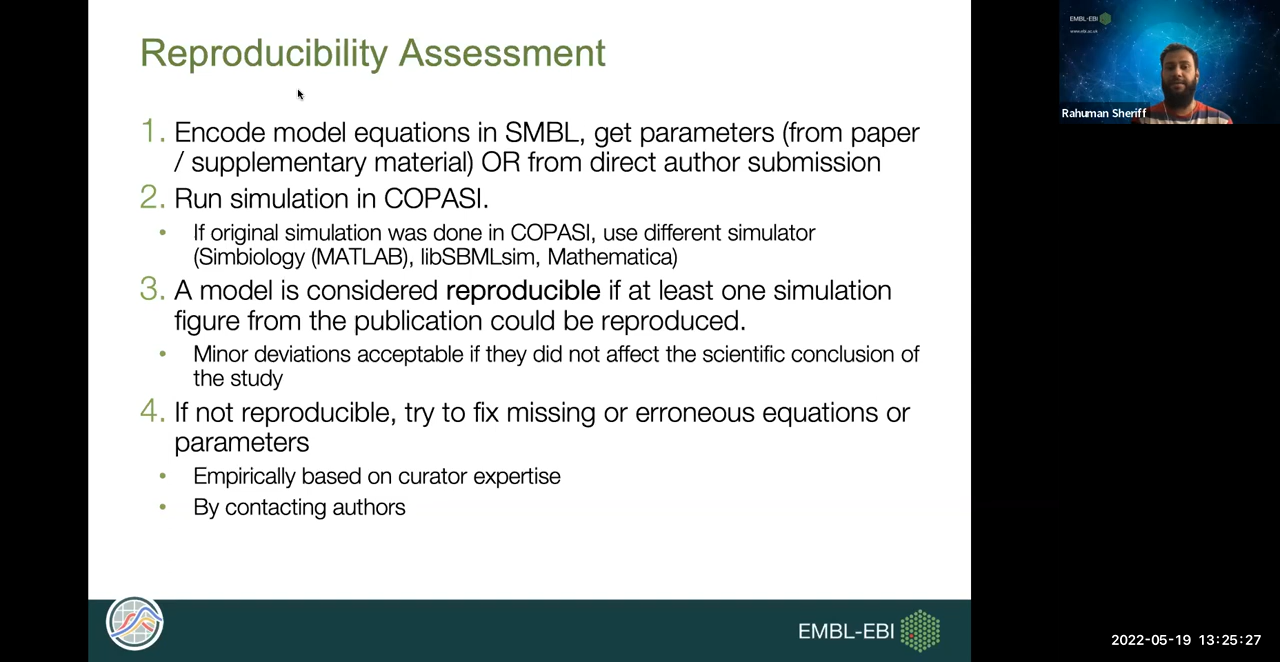 Reproducibility Assessment
1. Encode model equations in SMBL, get parameters (from paper
/ supplementary material) OR from direct author submission
2. Run simulation in COPASI.
• If original simulation was done in COPASI, use different simulator
(Simbiology (MATLAB), libSBMLsim, Mathematica)
3. A model is considered reproducible if at least one simulation
figure from the publication could be reproduced.
• Minor deviations acceptable if they did not affect the scientific conclusion of
the study
4. If not reproducible, try to fix missing or erroneous equations or
parameters
• Empirically based on curator expertise
• By contacting authors
EMBL-EBI
EMBL-EBI
www.ebi.ac.uk
Rahuman Sheriff
2022-05-19 13:25:27